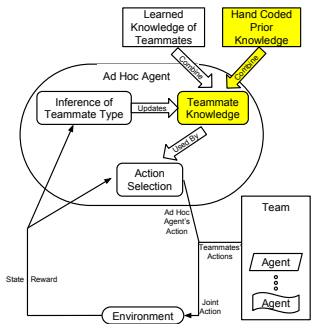 Learned
Knowledge of
Teammates
Hand Coded
Prior
Knowledge
Combine
Combine
Ad Hoc Agent
Inference of
Teammate Type
Updates
Teammate
Knowledge
Used By
Action
Selection
Ad Hoc
Agent's
Action
Team
Teammates'
Actions
Agent
Agent
State
Reward
Joint
Action
Environment